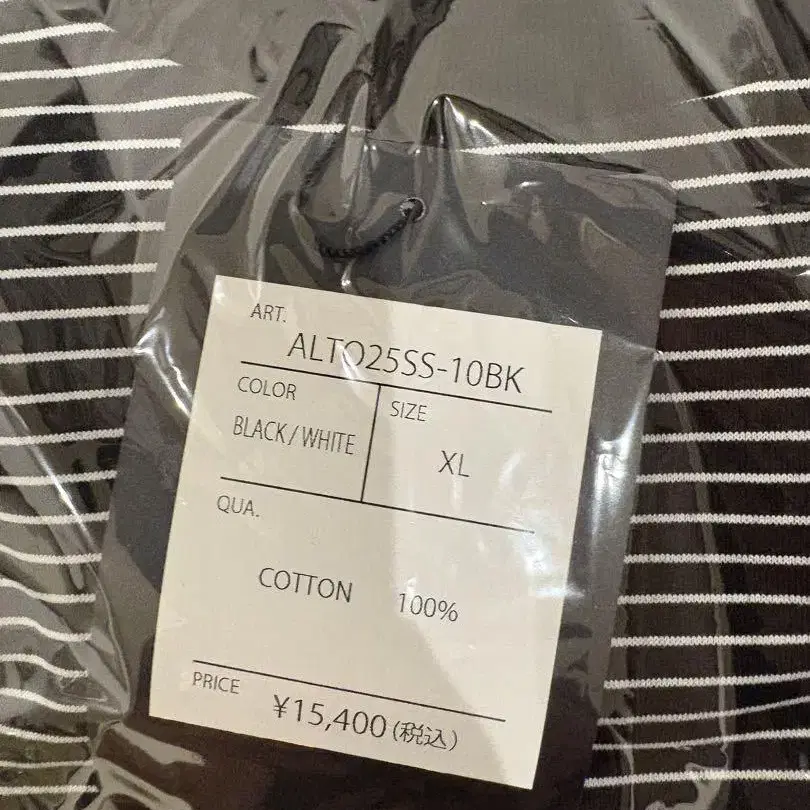 ART.
ALTO25SS-10BK
COLOR
BLACK/WHITE
SIZE
XL
QUA.
COTTON 100%
PRICE
¥15,400(税込)